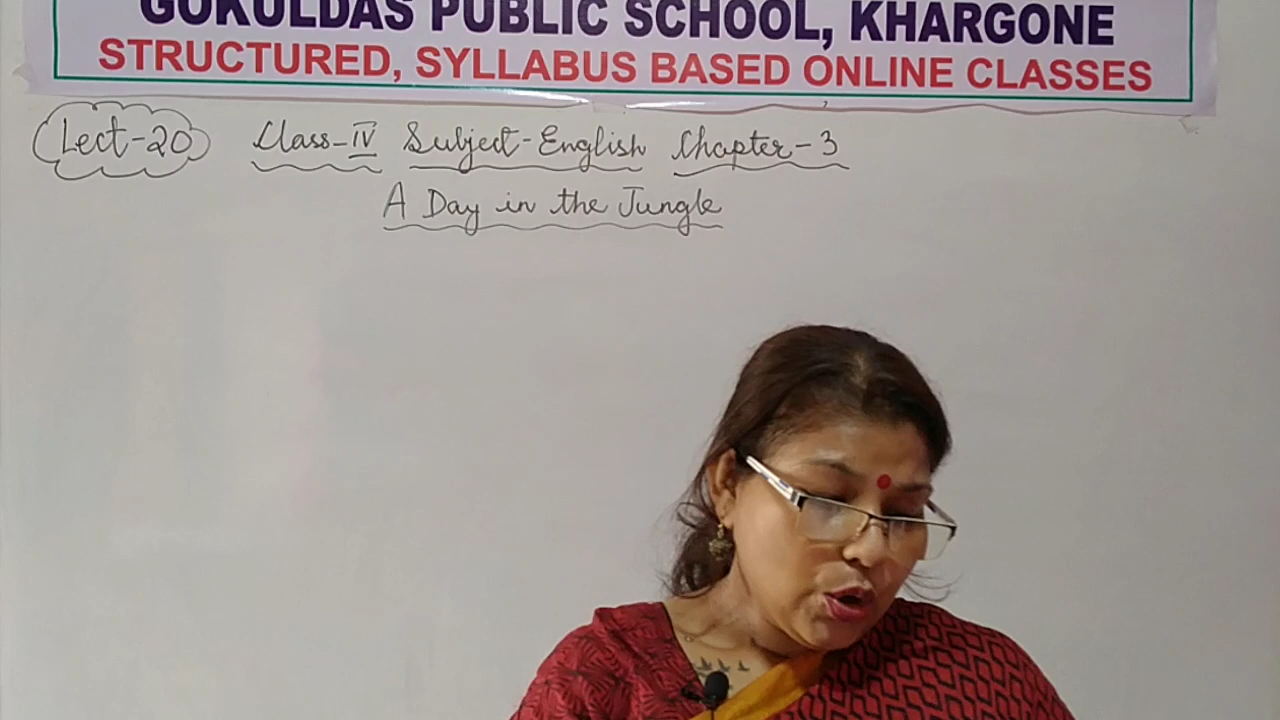 GOKULDAS PUBLIC SCHOOL, KHARGONE
STRUCTURED, SYLLABUS BASED ONLINE CLASSES
Lect-20 Class-IV Subject-English Chapter-3
A Day in the Jungle